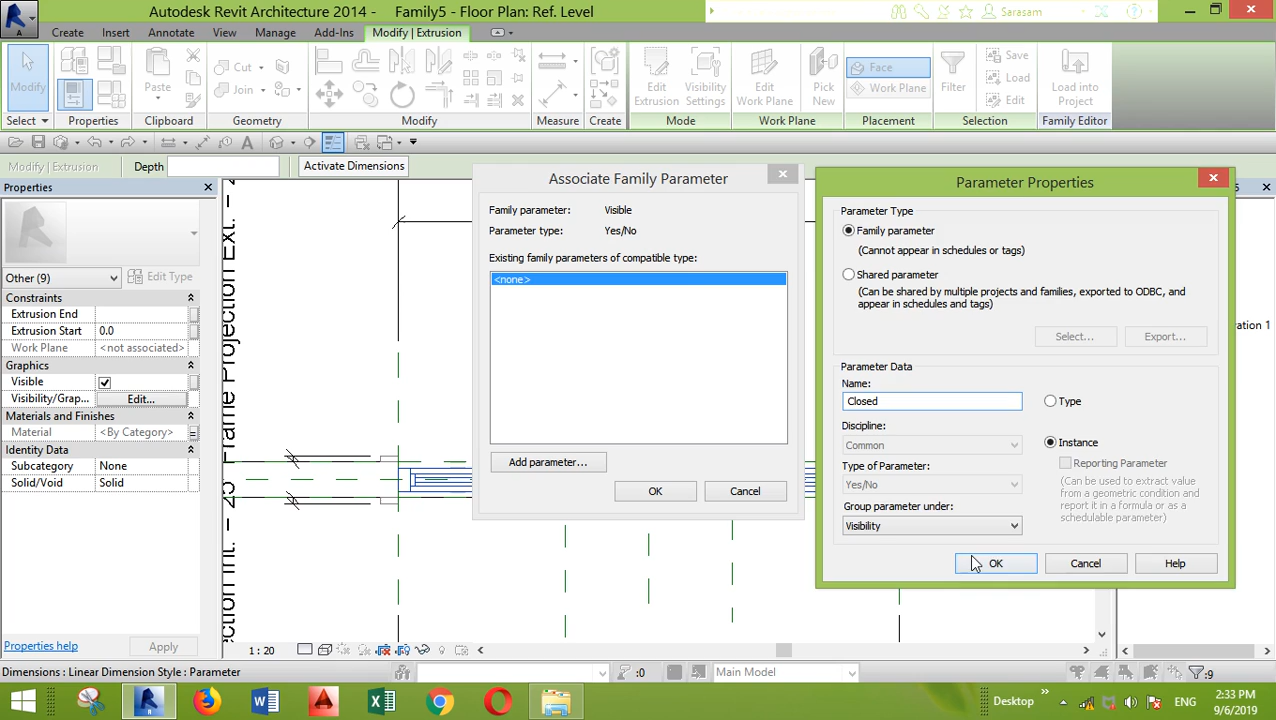 Autodesk Revit Architecture 2014 - Family5 - Floor Plan: Ref. Level
Sarasam
Create Insert Annotate View Manage Add-Ins Modify | Extrusion
Modify
Paste
Cut
Join
Edit Extrusion
Visibility Settings
Edit Work Plane
Pick New
Face
Work Plane
Filter
Save
Load
Edit
Load into Project
Select Properties Clipboard Geometry Modify Measure Create Mode Work Plane Placement Selection Family Editor
Modify | Extrusion Depth Activate Dimensions
Properties
Other (9) Edit Type
Constraints
Extrusion End
Extrusion Start 0.0
Work Plane <not associated>
Graphics
Visible
Visibility/Grap... Edit...
Materials and Finishes
Material <By Category>
Identity Data
Subcategory None
Solid/Void Solid
Properties help Apply
Frame Projection Ext. -
ection Int. - 25
Associate Family Parameter
Family parameter: Visible
Parameter type: Yes/No
Existing family parameters of compatible type:
<none>
Add parameter...
OK Cancel
Parameter Properties
Parameter Type
Family parameter
(Cannot appear in schedules or tags)
Shared parameter
(Can be shared by multiple projects and families, exported to ODBC, and
appear in schedules and tags)
Select... Export...
Parameter Data
Name:
Closed
Type
Discipline:
Common
Instance
Type of Parameter:
Reporting Parameter
Yes/No
(Can be used to extract value
from a geometric condition and
report it in a formula or as a
schedulable parameter)
Group parameter under:
Visibility
OK Cancel Help
ration 1
1 : 20
Dimensions : Linear Dimension Style : Parameter
:0
Main Model
:9
Desktop
ENG
2:33 PM
9/6/2019